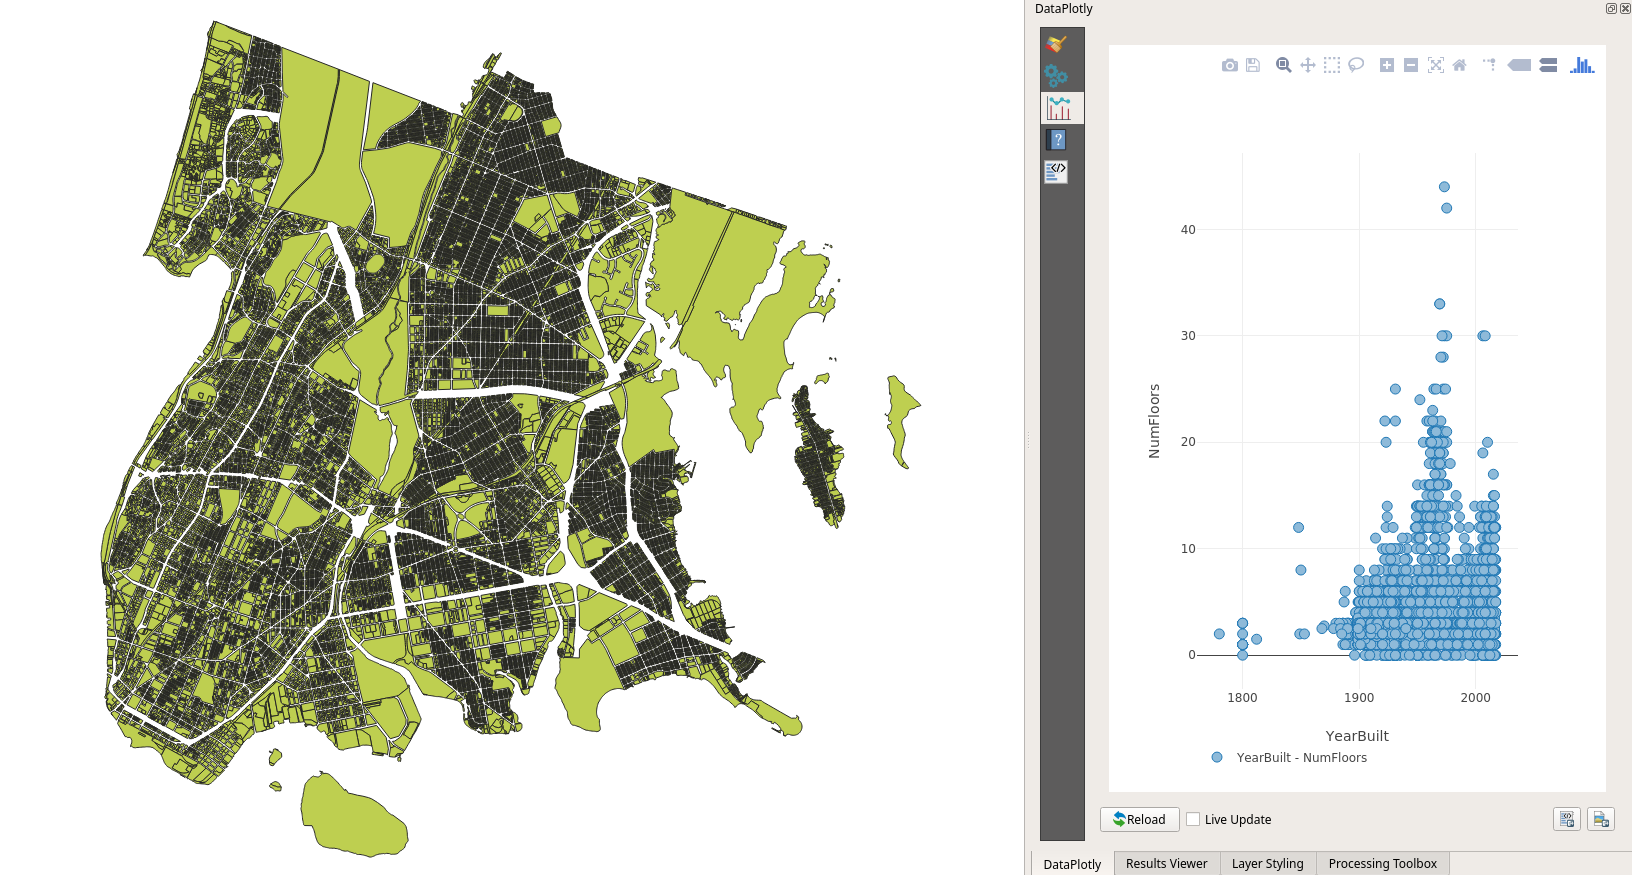 DataPlotly
?
</>
40
30
20
10
0
NumFloors
1800 1900 2000
YearBuilt
YearBuilt - NumFloors
Reload Live Update
DataPlotly Results Viewer Layer Styling Processing Toolbox